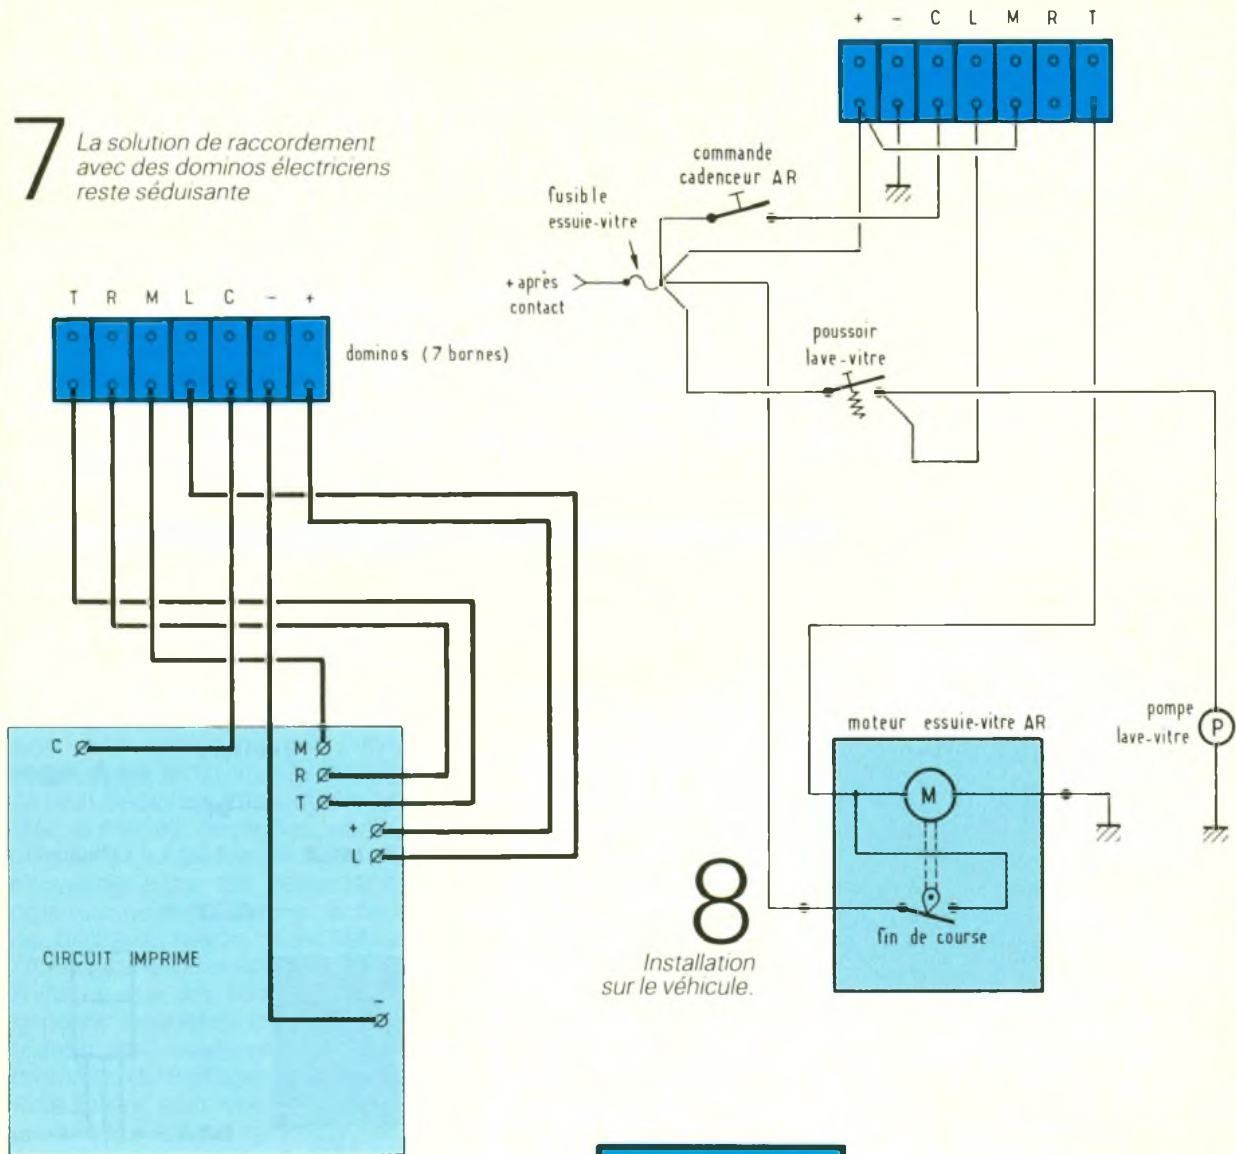 7
La solution de raccordement
avec des dominos électriciens
reste séduisante
T R M L C - +
dominos (7 bornes)
C
M
R
T
+
L
CIRCUIT IMPRIME
-
+ - C L M R T
commande
cadenceur AR
fusible
essuie-vitre
+ après
contact
poussoir
lave-vitre
moteur essuie-vitre AR
M
fin de course
pompe
lave-vitre
P
8
Installation
sur le véhicule.